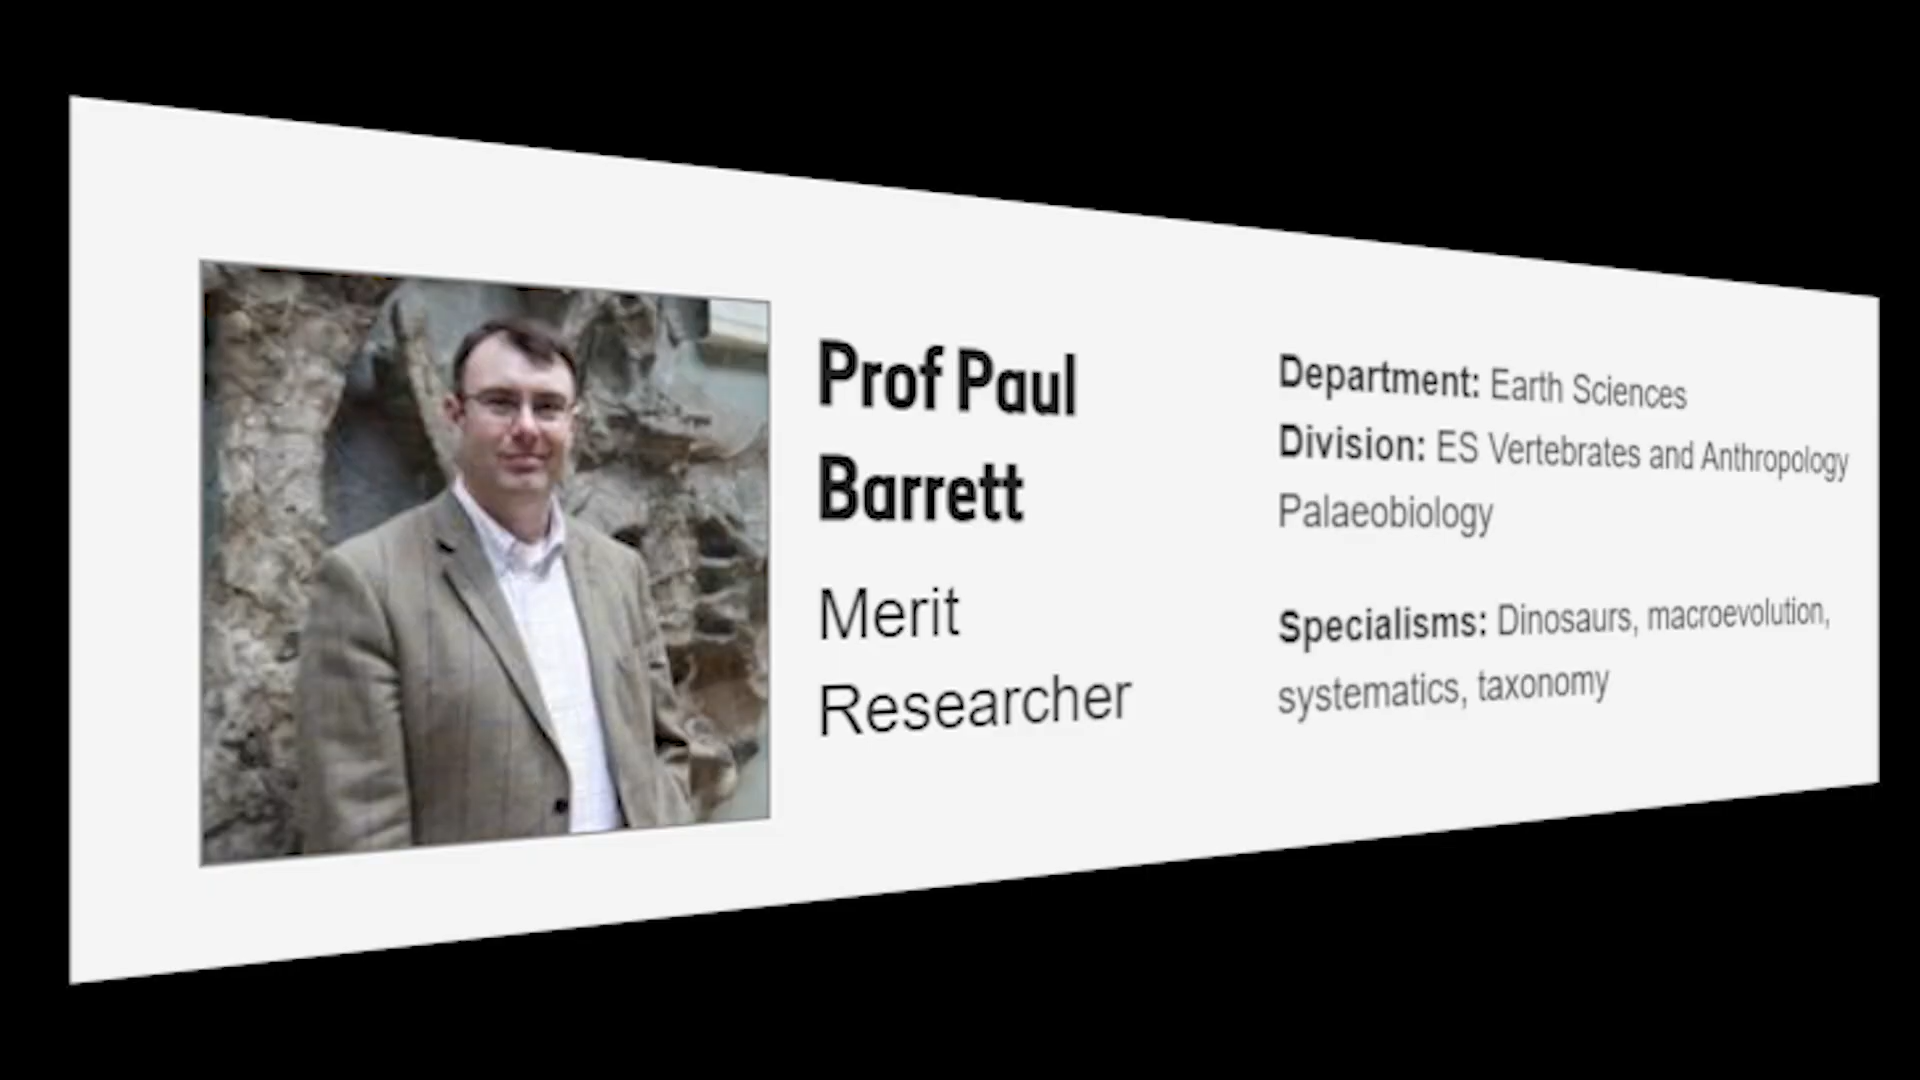 Prof Paul
Barrett
Merit
Researcher
Department: Earth Sciences
Division: ES Vertebrates and Anthropology
Palaeobiology
Specialisms: Dinosaurs, macroevolution,
systematics, taxonomy